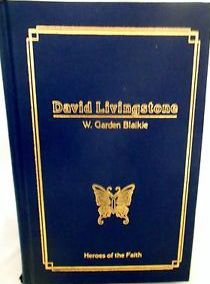 David Livingstone
W. Garden Blaikie
Heroes of the Faith